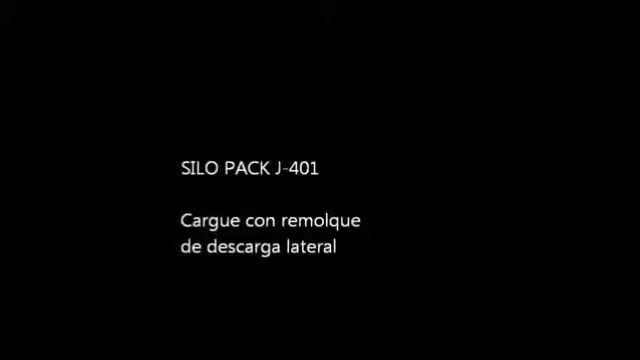 SILO PACK J-401
Cargue con remolque
de descarga lateral